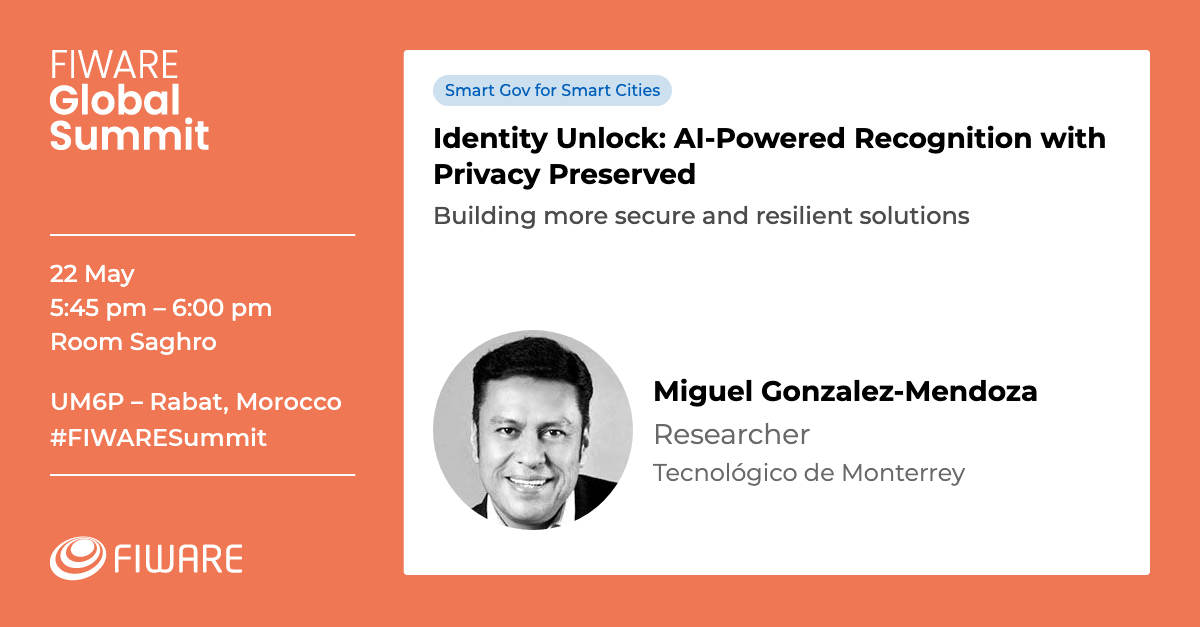 FIWARE
Global
Summit
22 May
5:45 pm – 6:00 pm
Room Saghro
UM6P – Rabat, Morocco
#FIWARESummit
FIWARE
Smart Gov for Smart Cities
Identity Unlock: AI-Powered Recognition with
Privacy Preserved
Building more secure and resilient solutions
Miguel Gonzalez-Mendoza
Researcher
Tecnológico de Monterrey